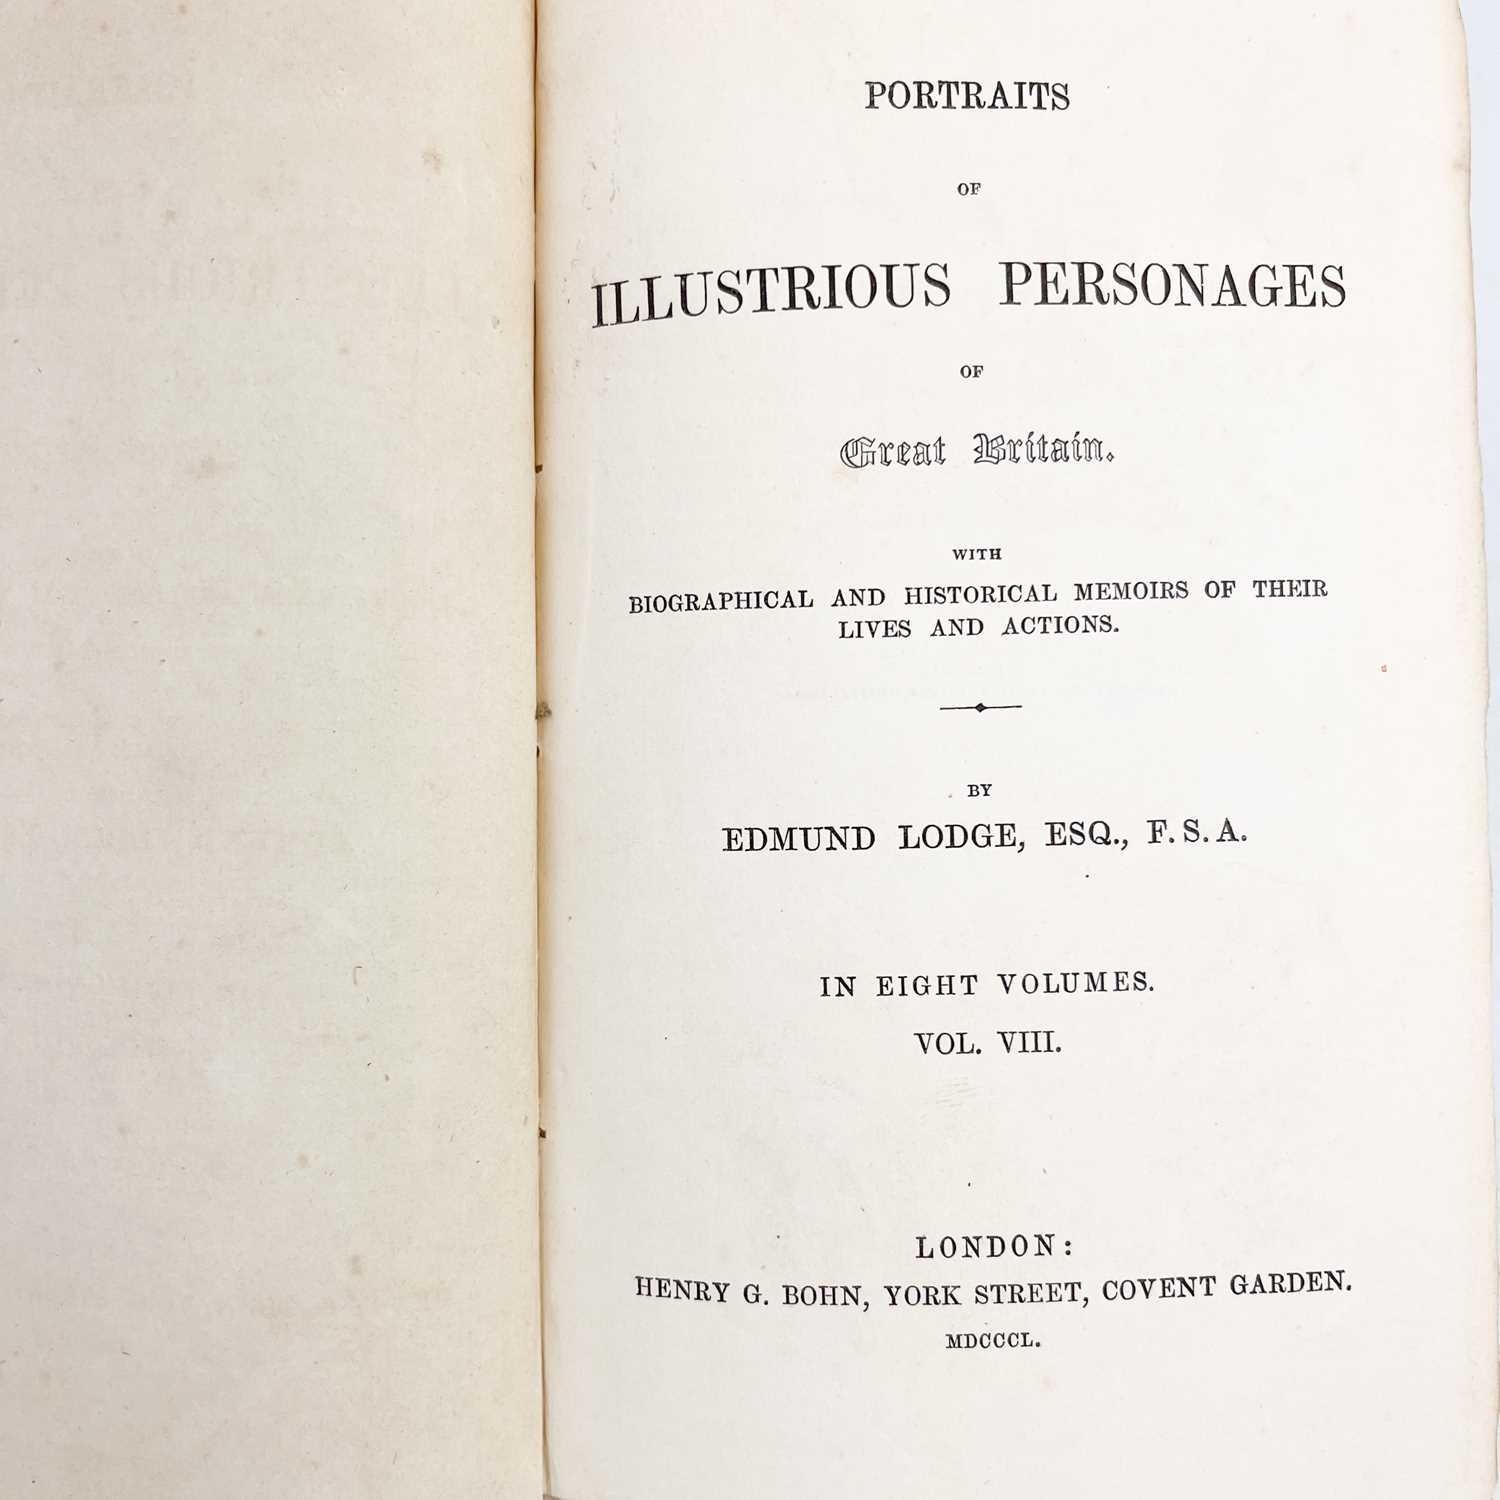 PORTRAITS
OF
ILLUSTRIOUS PERSONAGES
OF
Great Britain.
WITH
BIOGRAPHICAL AND HISTORICAL MEMOIRS OF THEIR
LIVES AND ACTIONS.
BY
EDMUND LODGE, ESQ., F. S. A.
IN EIGHT VOLUMES.
VOL. VIII.
LONDON:
HENRY G. BOHN, YORK STREET, COVENT GARDEN.
MDCCCL.